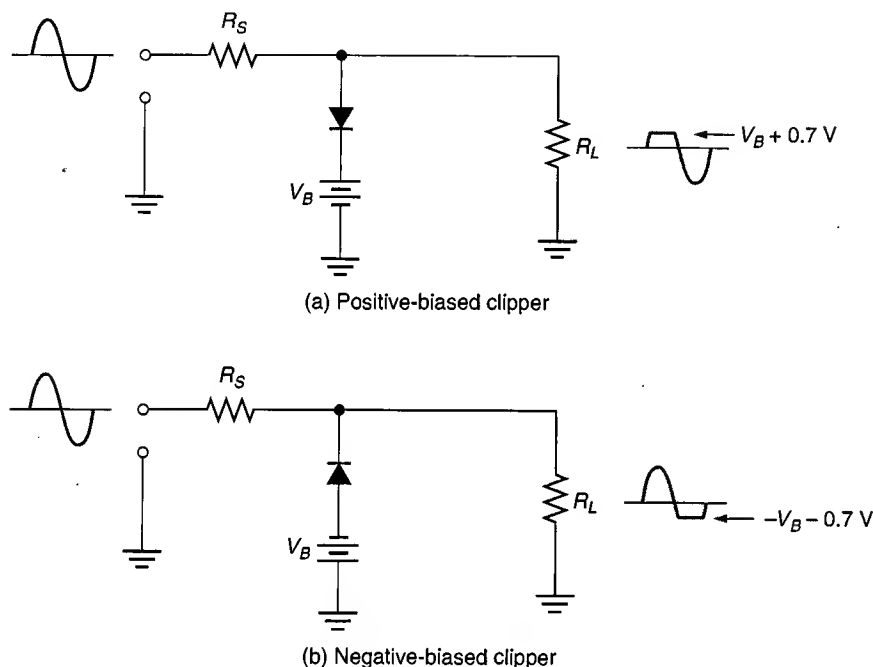 R_S
V_B
R_L
V_B + 0.7 V
(a) Positive-biased clipper
R_S
V_B
R_L
–V_B – 0.7 V
(b) Negative-biased clipper